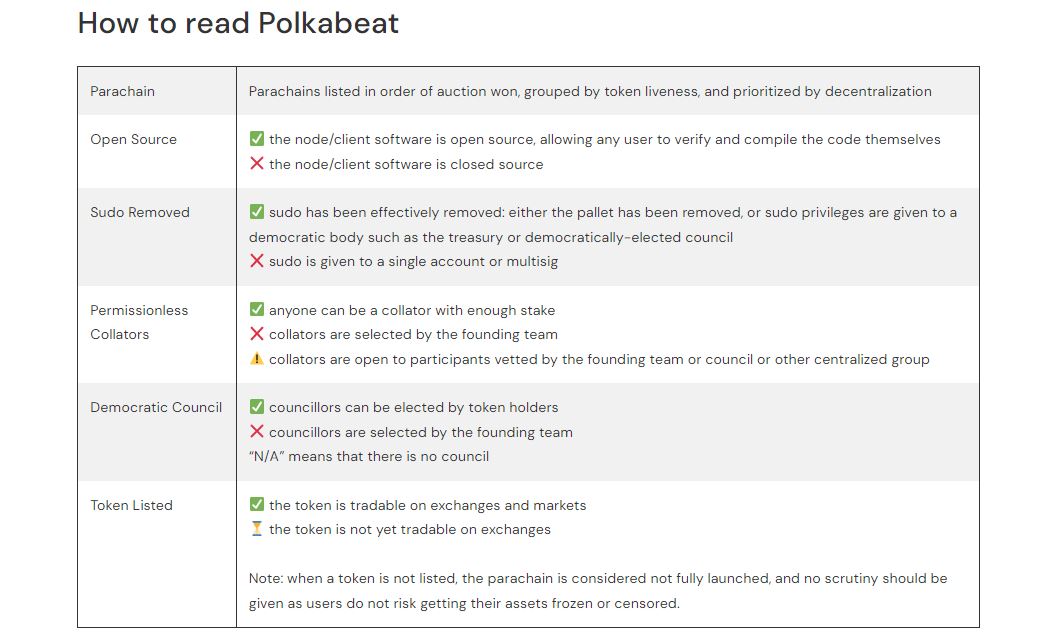 How to read Polkabeat
Parachain
Parachains listed in order of auction won, grouped by token liveness, and prioritized by decentralization
Open Source
✅ the node/client software is open source, allowing any user to verify and compile the code themselves
❌ the node/client software is closed source
Sudo Removed
✅ sudo has been effectively removed: either the pallet has been removed, or sudo privileges are given to a
democratic body such as the treasury or democratically-elected council
❌ sudo is given to a single account or multisig
Permissionless
Collators
✅ anyone can be a collator with enough stake
❌ collators are selected by the founding team
⚠️ collators are open to participants vetted by the founding team or council or other centralized group
Democratic Council
✅ councillors can be elected by token holders
❌ councillors are selected by the founding team
“N/A” means that there is no council
Token Listed
✅ the token is tradable on exchanges and markets
⏳ the token is not yet tradable on exchanges
Note: when a token is not listed, the parachain is considered not fully launched, and no scrutiny should be
given as users do not risk getting their assets frozen or censored.